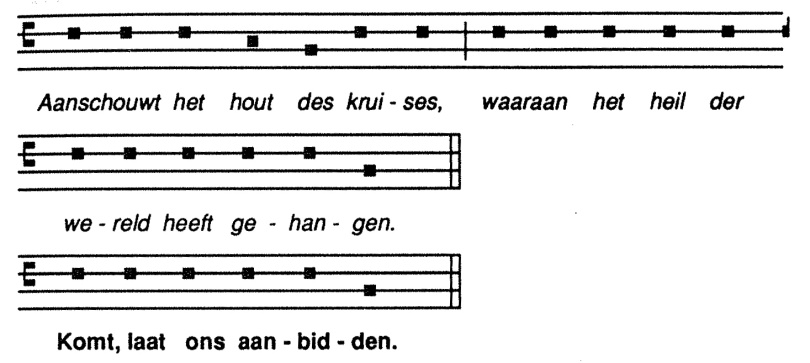 Aanschouwt het hout des krui - ses, waaraan het heil der
we - reld heeft ge - han - gen.
Komt, laat ons aan - bid - den.